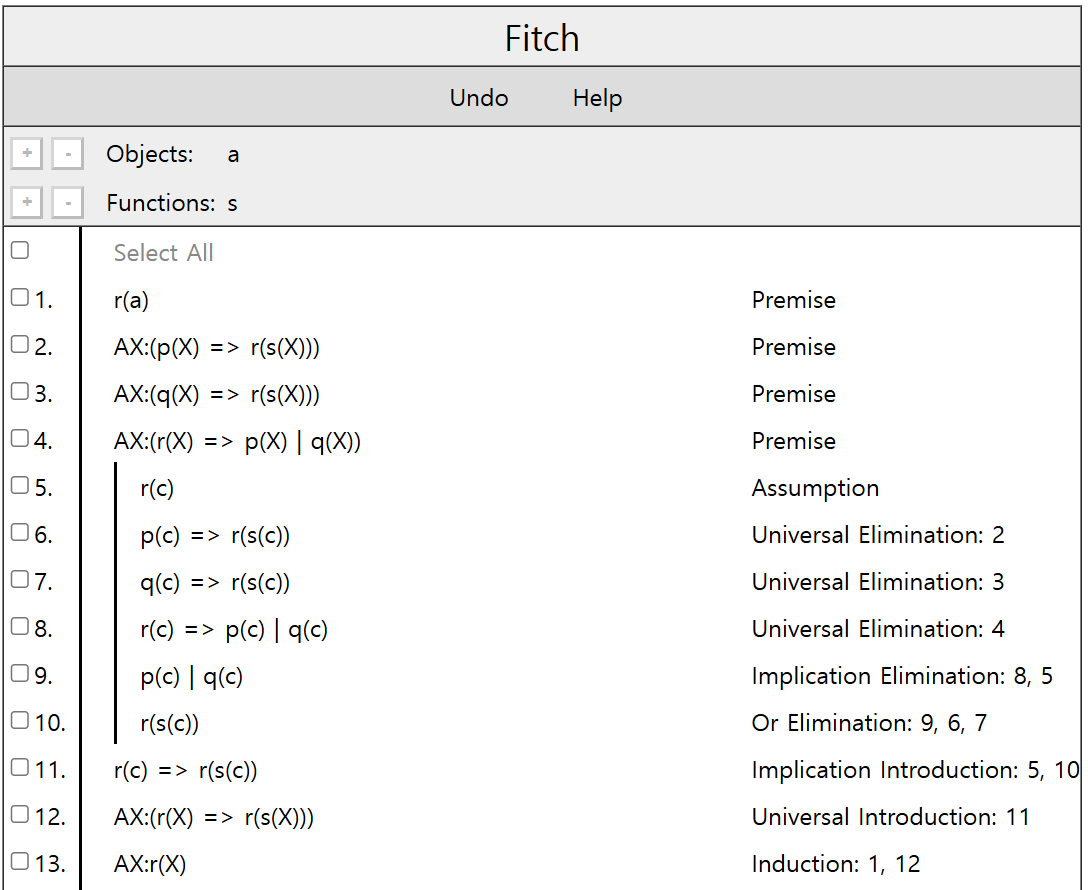 Fitch
Undo Help
+ - Objects: a
+ - Functions: s
Select All
1. r(a) Premise
2. AX:(p(X) => r(s(X))) Premise
3. AX:(q(X) => r(s(X))) Premise
4. AX:(r(X) => p(X) | q(X)) Premise
5. r(c) Assumption
6. p(c) => r(s(c)) Universal Elimination: 2
7. q(c) => r(s(c)) Universal Elimination: 3
8. r(c) => p(c) | q(c) Universal Elimination: 4
9. p(c) | q(c) Implication Elimination: 8, 5
10. r(s(c)) Or Elimination: 9, 6, 7
11. r(c) => r(s(c)) Implication Introduction: 5, 10
12. AX:(r(X) => r(s(X))) Universal Introduction: 11
13. AX:r(X) Induction: 1, 12